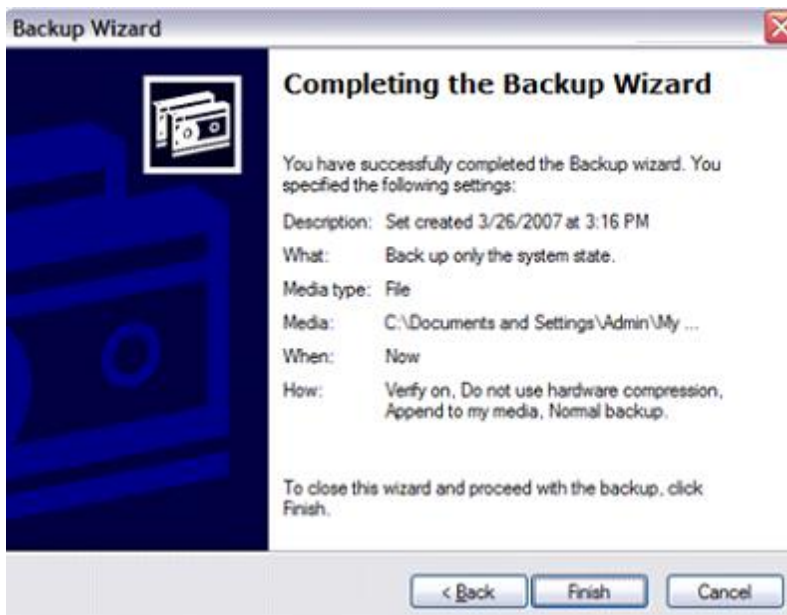 Backup Wizard
Completing the Backup Wizard
You have successfully completed the Backup wizard. You
specified the following settings:
Description: Set created 3/26/2007 at 3:16 PM
What: Back up only the system state.
Media type: File
Media: C:\Documents and Settings\Admin\My ...
When: Now
How: Verify on, Do not use hardware compression,
Append to my media, Normal backup.
To close this wizard and proceed with the backup, click
Finish.
< Back Finish Cancel